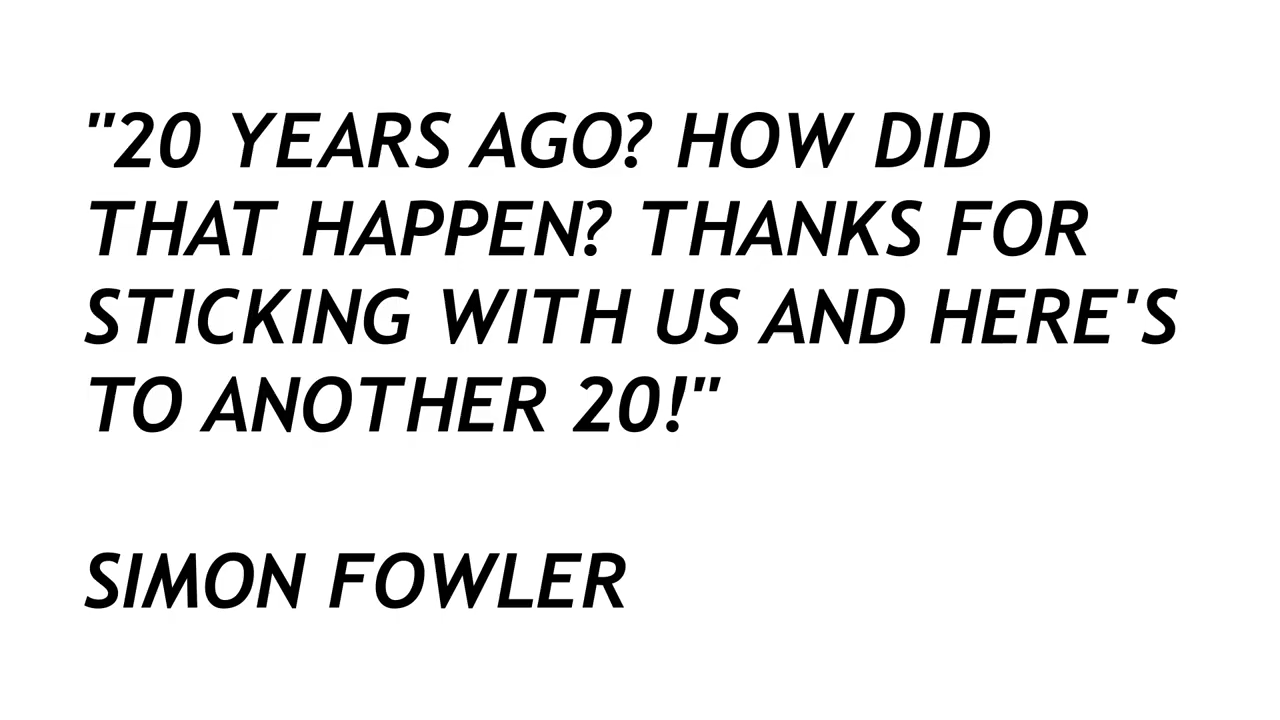 "20 YEARS AGO? HOW DID
THAT HAPPEN? THANKS FOR
STICKING WITH US AND HERE'S
TO ANOTHER 20!"
SIMON FOWLER